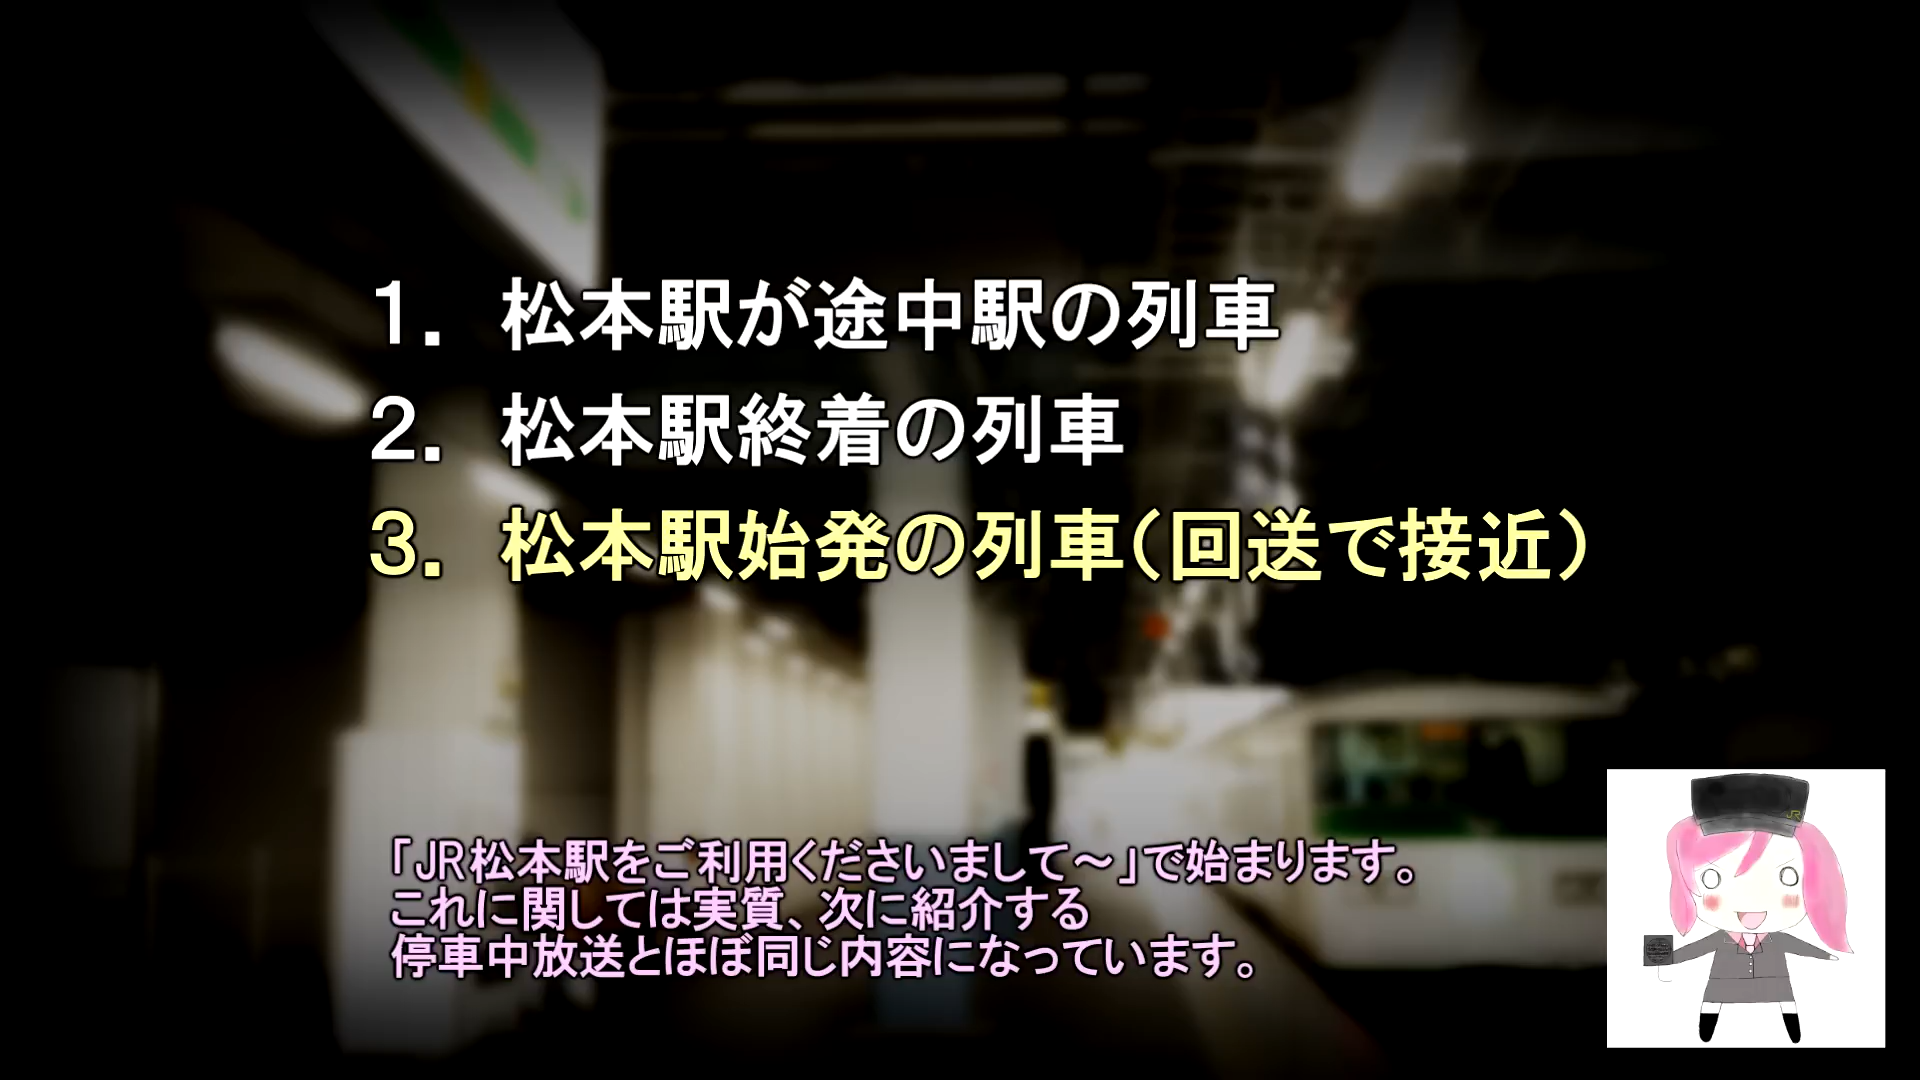 １． 松本駅が途中駅の列車
２． 松本駅終着の列車
３． 松本駅始発の列車（回送で接近）
「JR松本駅をご利用くださいまして～」で始まります。
これに関しては実質、次に紹介する
停車中放送とほぼ同じ内容になっています。
JR